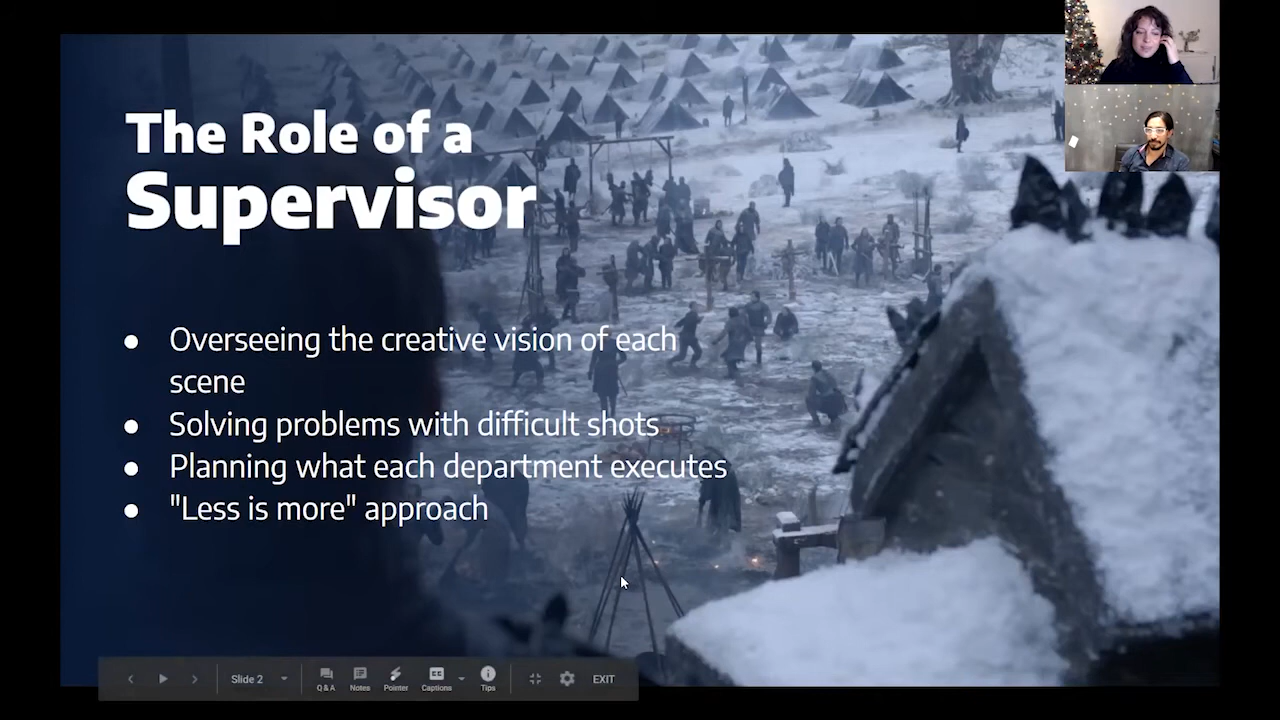 The Role of a
Supervisor
● Overseeing the creative vision of each
scene
● Solving problems with difficult shots
● Planning what each department executes
● "Less is more" approach
Slide 2
Q & A
Notes
Pointer
Captions
Tips
EXIT